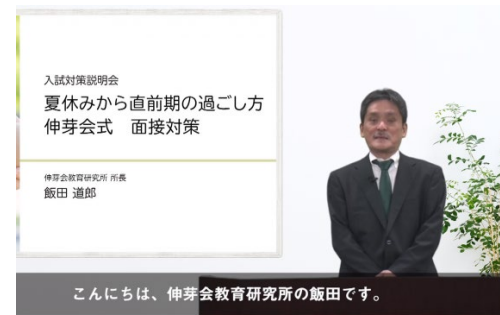 入試対策説明会
夏休みから直前期の過ごし方
伸芽会式　面接対策
伸芽会教育研究所 所長
飯田 道郎
こんにちは、伸芽会教育研究所の飯田です。